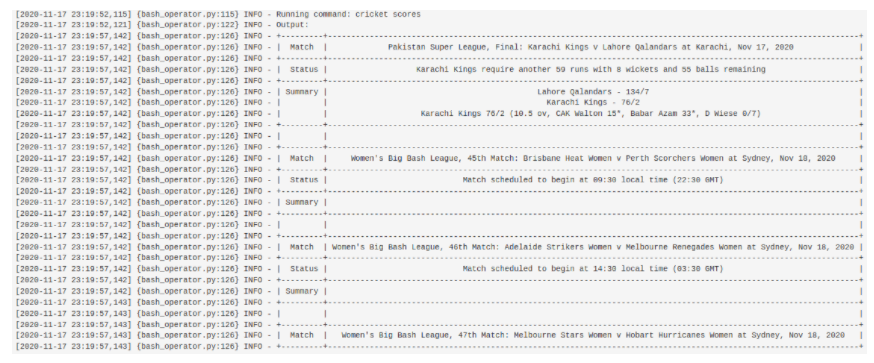 [2020-11-17 23:19:52,115] {bash_operator.py:115} INFO - Running command: cricket scores
[2020-11-17 23:19:52,121] {bash_operator.py:122} INFO - Output:
[2020-11-17 23:19:57,142] {bash_operator.py:126} INFO - +---------+----------+
[2020-11-17 23:19:57,142] {bash_operator.py:126} INFO - | Match | Pakistan Super League, Final: Karachi Kings v Lahore Qalandars at Karachi, Nov 17, 2020 |
[2020-11-17 23:19:57,142] {bash_operator.py:126} INFO - +---------+----------+
[2020-11-17 23:19:57,142] {bash_operator.py:126} INFO - | Status | Karachi Kings require another 59 runs with 8 wickets and 55 balls remaining |
[2020-11-17 23:19:57,142] {bash_operator.py:126} INFO - +---------+----------+
[2020-11-17 23:19:57,142] {bash_operator.py:126} INFO - | Summary | Lahore Qalandars - 134/7 |
[2020-11-17 23:19:57,142] {bash_operator.py:126} INFO - | | Karachi Kings - 76/2 |
[2020-11-17 23:19:57,142] {bash_operator.py:126} INFO - | | Karachi Kings 76/2 (10.5 ov, CAK Walton 15*, Babar Azam 33*, D Wiese 0/7) |
[2020-11-17 23:19:57,142] {bash_operator.py:126} INFO - +---------+----------+
[2020-11-17 23:19:57,142] {bash_operator.py:126} INFO - | | |
[2020-11-17 23:19:57,142] {bash_operator.py:126} INFO - +---------+----------+
[2020-11-17 23:19:57,142] {bash_operator.py:126} INFO - | Match | Women's Big Bash League, 45th Match: Brisbane Heat Women v Perth Scorchers Women at Sydney, Nov 18, 2020 |
[2020-11-17 23:19:57,142] {bash_operator.py:126} INFO - +---------+----------+
[2020-11-17 23:19:57,142] {bash_operator.py:126} INFO - | Status | Match scheduled to begin at 09:30 local time (22:30 GMT) |
[2020-11-17 23:19:57,142] {bash_operator.py:126} INFO - +---------+----------+
[2020-11-17 23:19:57,142] {bash_operator.py:126} INFO - | Summary | |
[2020-11-17 23:19:57,142] {bash_operator.py:126} INFO - +---------+----------+
[2020-11-17 23:19:57,142] {bash_operator.py:126} INFO - | | |
[2020-11-17 23:19:57,142] {bash_operator.py:126} INFO - +---------+----------+
[2020-11-17 23:19:57,142] {bash_operator.py:126} INFO - | Match | Women's Big Bash League, 46th Match: Adelaide Strikers Women v Melbourne Renegades Women at Sydney, Nov 18, 2020 |
[2020-11-17 23:19:57,142] {bash_operator.py:126} INFO - +---------+----------+
[2020-11-17 23:19:57,142] {bash_operator.py:126} INFO - | Status | Match scheduled to begin at 14:30 local time (03:30 GMT) |
[2020-11-17 23:19:57,142] {bash_operator.py:126} INFO - +---------+----------+
[2020-11-17 23:19:57,142] {bash_operator.py:126} INFO - | Summary | |
[2020-11-17 23:19:57,143] {bash_operator.py:126} INFO - +---------+----------+
[2020-11-17 23:19:57,143] {bash_operator.py:126} INFO - | | |
[2020-11-17 23:19:57,143] {bash_operator.py:126} INFO - +---------+----------+
[2020-11-17 23:19:57,143] {bash_operator.py:126} INFO - | Match | Women's Big Bash League, 47th Match: Melbourne Stars Women v Hobart Hurricanes Women at Sydney, Nov 18, 2020 |
[2020-11-17 23:19:57,143] {bash_operator.py:126} INFO - +---------+----------+